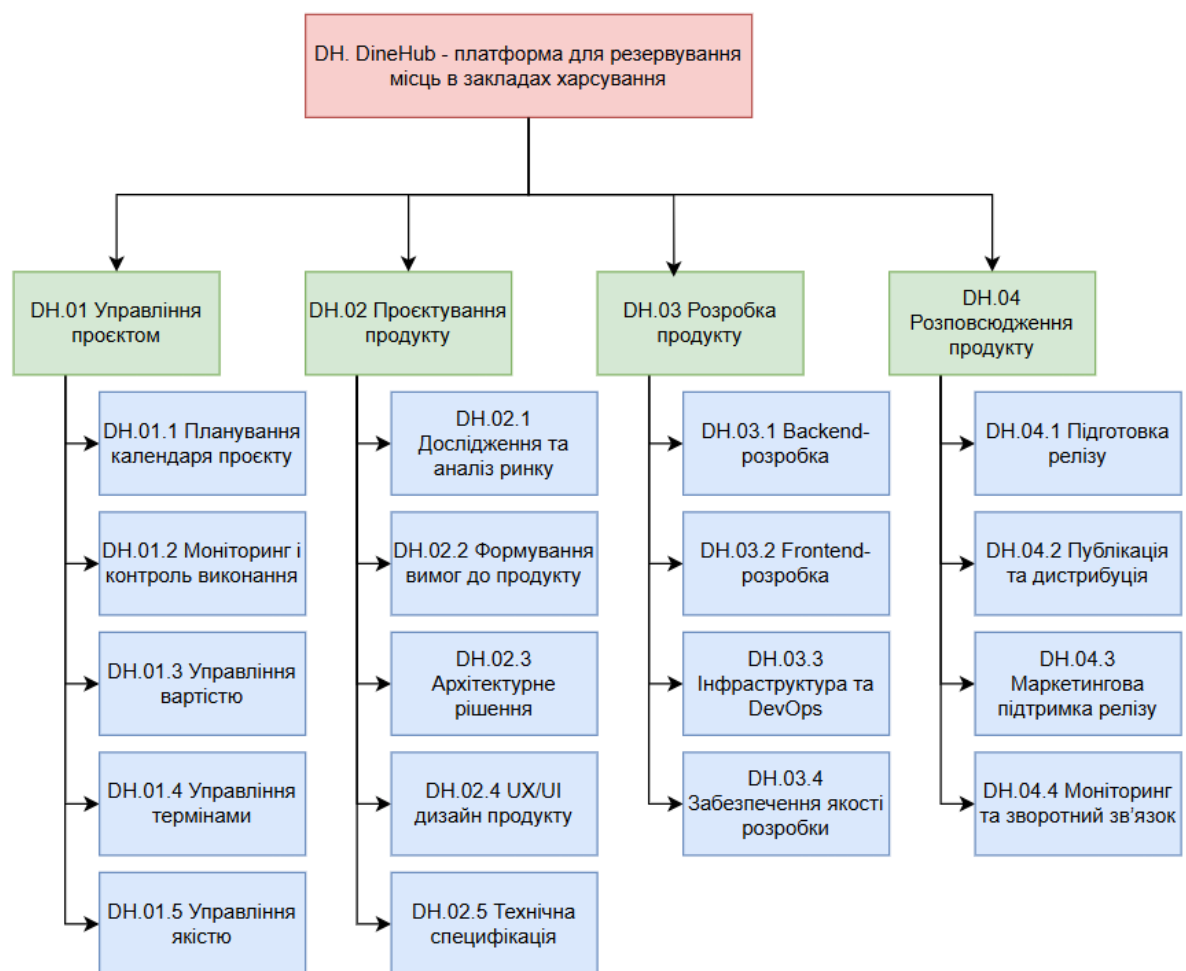 DH. DineHub - платформа для резервування
місць в закладах харсування
DH.01 Управління
проєктом
DH.02 Проєктування
продукту
DH.03 Розробка
продукту
DH.04
Розповсюдження
продукту
DH.01.1 Планування
календаря проєкту
DH.01.2 Моніторинг і
контроль виконання
DH.01.3 Управління
вартістю
DH.01.4 Управління
термінами
DH.01.5 Управління
якістю
DH.02.1
Дослідження та
аналіз ринку
DH.02.2 Формування
вимог до продукту
DH.02.3
Архітектурне
рішення
DH.02.4 UX/UI
дизайн продукту
DH.02.5 Технічна
специфікація
DH.03.1 Backend-
розробка
DH.03.2 Frontend-
розробка
DH.03.3
Інфраструктура та
DevOps
DH.03.4
Забезпечення якості
розробки
DH.04.1 Підготовка
релізу
DH.04.2 Публікація
та дистрибуція
DH.04.3
Маркетингова
підтримка релізу
DH.04.4 Моніторинг
та зворотний зв'язок